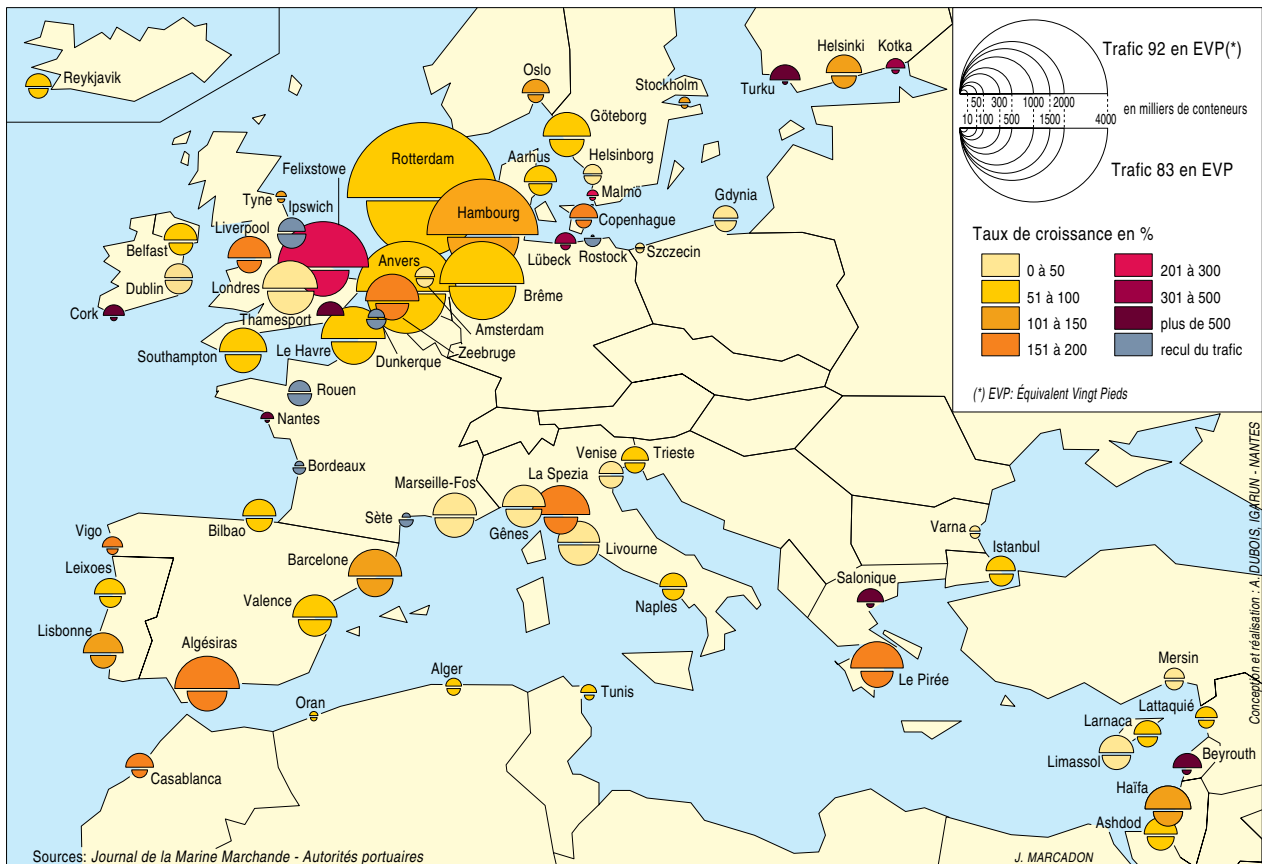 Reykjavik
Oslo
Stockholm
Helsinki
Kotka
Turku
Göteborg
Rotterdam
Felixstowe
Aarhus
Helsinborg
Malmö
Gdynia
Tyne
Ipswich
Hambourg
Copenhague
Liverpool
Belfast
Lübeck
Rostock
Szczecin
Anvers
Dublin
Londres
Brême
Cork
Thamesport
Amsterdam
Southampton
Le Havre
Dunkerque
Zeebruge
Rouen
Nantes
Bordeaux
Venise
Trieste
La Spezia
Marseille-Fos
Sète
Gênes
Livourne
Bilbao
Vigo
Leixoes
Barcelone
Valence
Naples
Varna
Istanbul
Salonique
Lisbonne
Algésiras
Le Pirée
Alger
Tunis
Oran
Mersin
Lattaquié
Larnaca
Limassol
Beyrouth
Casablanca
Haïfa
Ashdod
Trafic 92 en EVP(*)
50 300 1000 2000
10 100 500 1500 4000
en milliers de conteneurs
Trafic 83 en EVP
Taux de croissance en %
0 à 50
51 à 100
101 à 150
151 à 200
201 à 300
301 à 500
plus de 500
recul du trafic
(*) EVP: Équivalent Vingt Pieds
Conception et réalisation : A. DUBOIS, IGARUN - NANTES
Sources: Journal de la Marine Marchande - Autorités portuaires
J. MARCADON